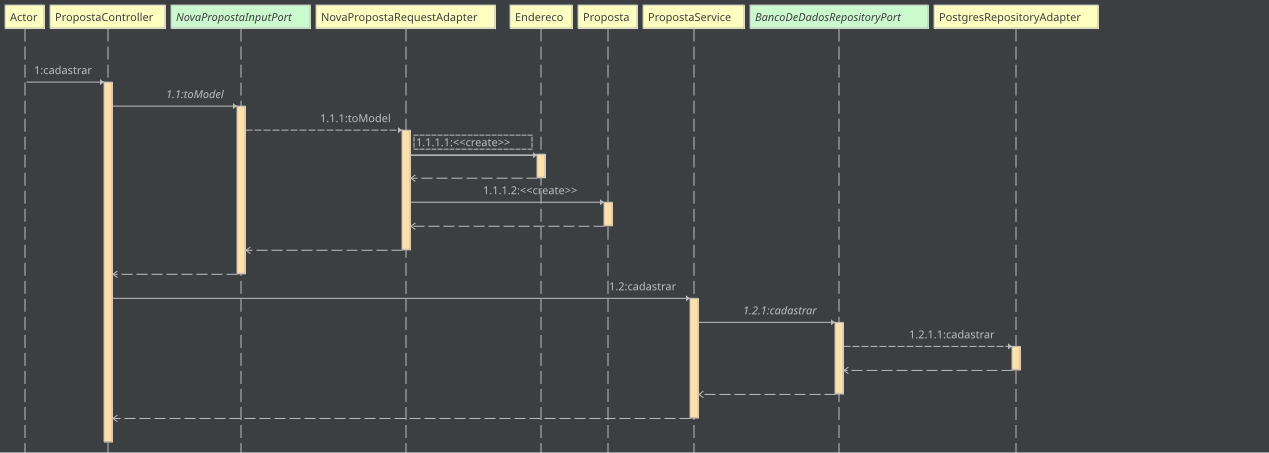 Actor
PropostaController
NovaPropostaInputPort
NovaPropostaRequestAdapter
Endereco
Proposta
PropostaService
BancoDeDadosRepositoryPort
PostgresRepositoryAdapter
1:cadastrar
1.1:toModel
1.1.1:toModel
1.1.1.1:<<create>>
1.1.1.2:<<create>>
1.2:cadastrar
1.2.1:cadastrar
1.2.1.1:cadastrar